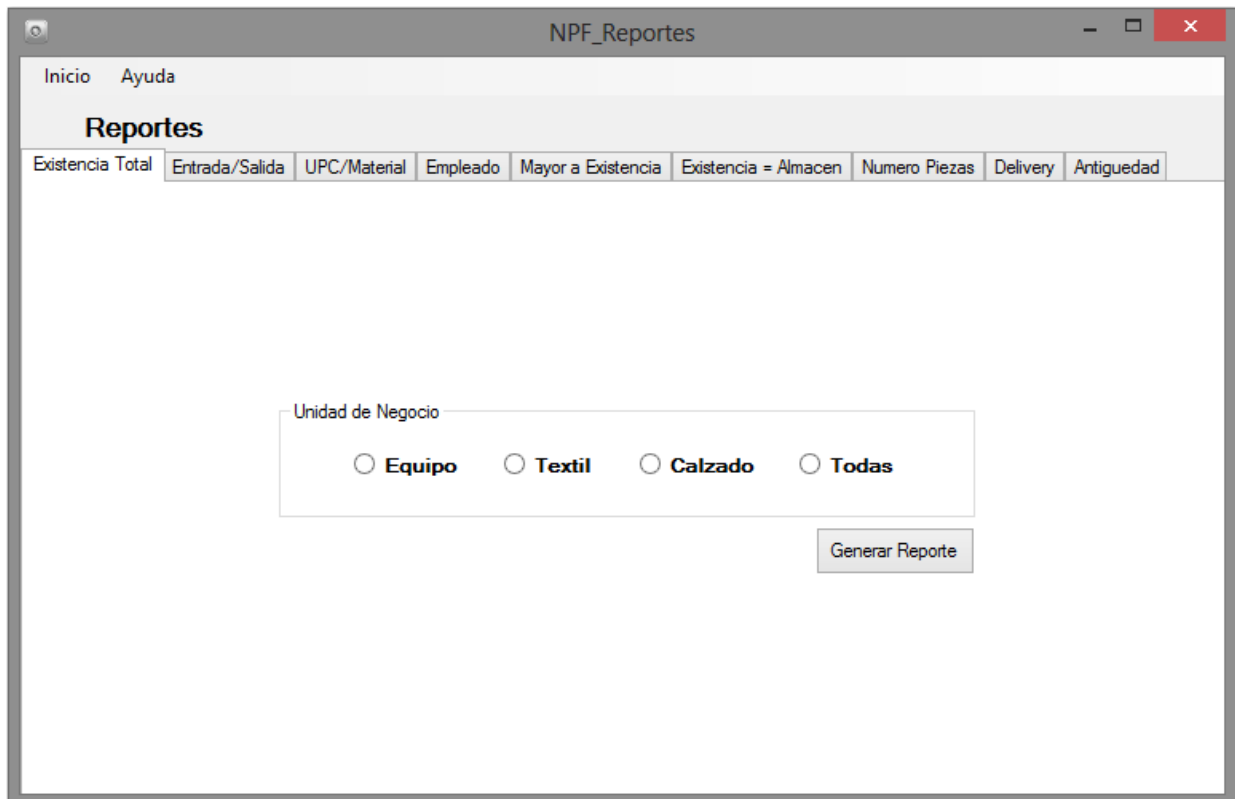 NPF_Reportes
Inicio Ayuda
Reportes
Existencia Total Entrada/Salida UPC/Material Empleado Mayor a Existencia Existencia = Almacen Numero Piezas Delivery Antiguedad
Unidad de Negocio
Equipo Textil Calzado Todas
Generar Reporte